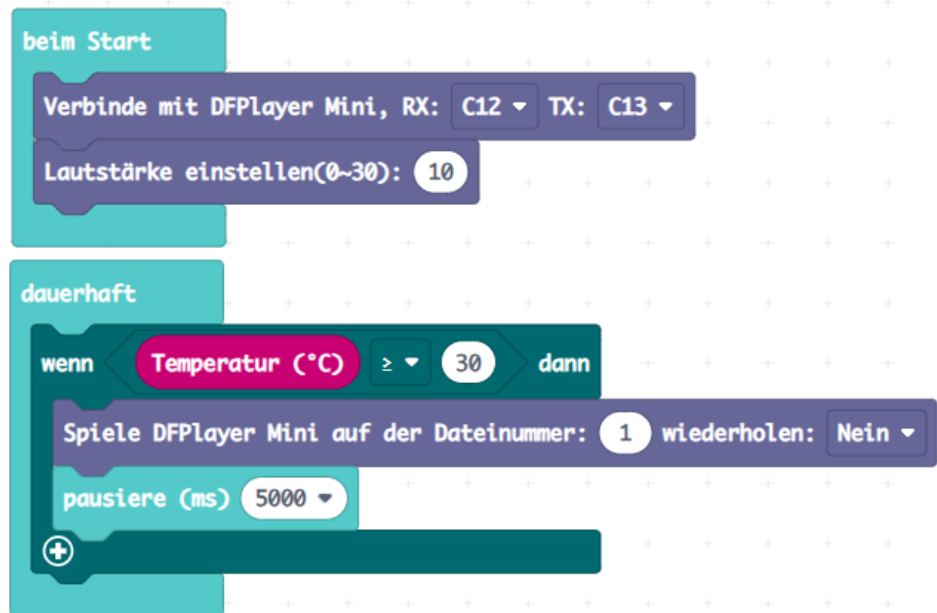 beim Start
Verbinde mit DFPlayer Mini, RX: C12 TX: C13
Lautstärke einstellen(0~30): 10
dauerhaft
wenn Temperatur (°C) ≥ 30 dann
Spiele DFPlayer Mini auf der Dateinummer: 1 wiederholen: Nein
pausiere (ms) 5000